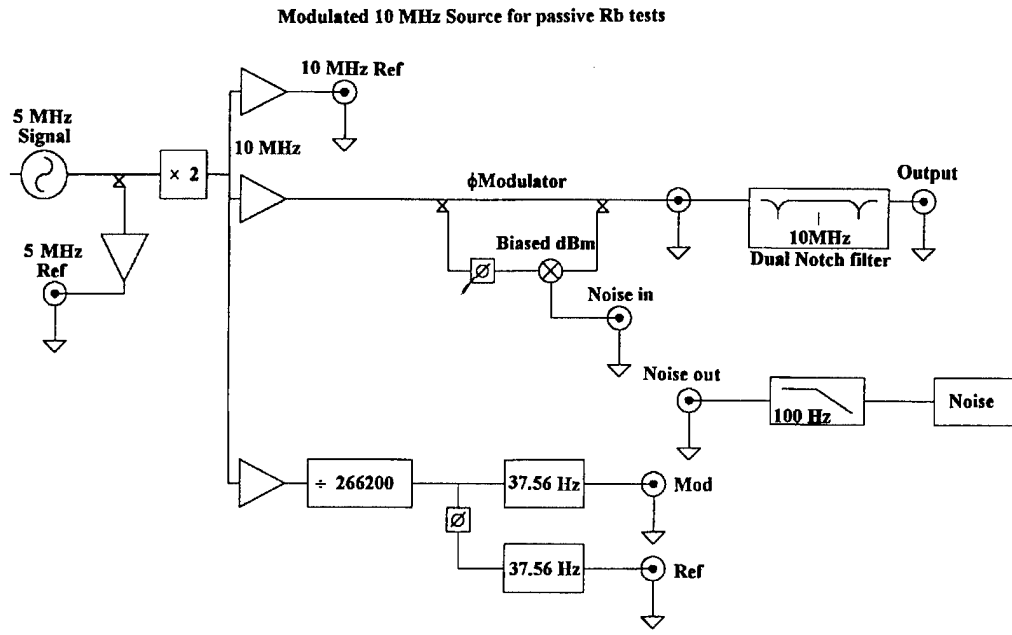 Modulated 10 MHz Source for passive Rb tests
10 MHz Ref
5 MHz
Signal
10 MHz
× 2
ϕModulator
Output
5 MHz
Ref
Biased dBm
10MHz
Dual Notch filter
Noise in
Noise out
100 Hz
Noise
÷ 266200
37.56 Hz
Mod
Ø
37.56 Hz
Ref